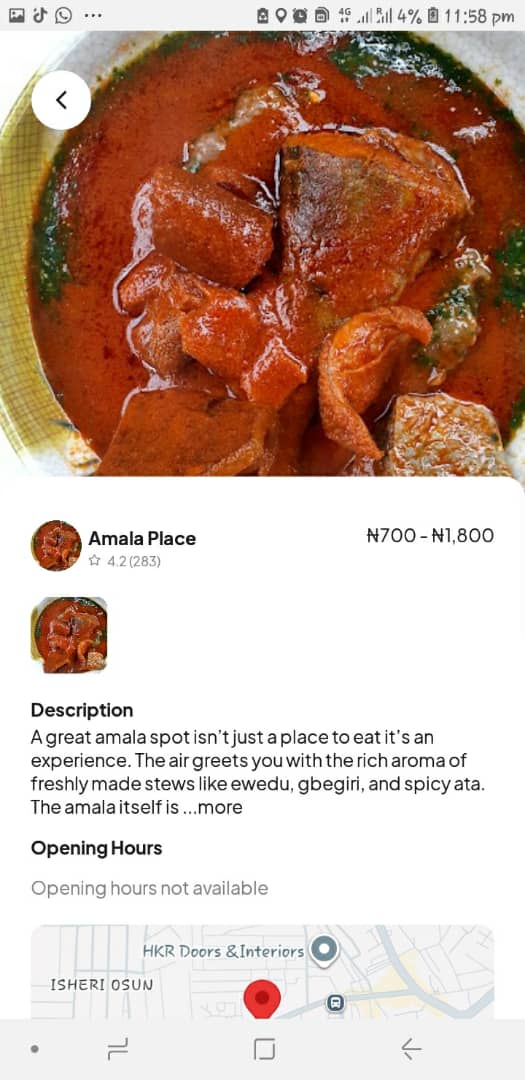 4G R 4% 11:58 pm
Amala Place
₦700 - ₦1,800
4.2 (283)
Description
A great amala spot isn't just a place to eat it's an
experience. The air greets you with the rich aroma of
freshly made stews like ewedu, gbegiri, and spicy ata.
The amala itself is ...more
Opening Hours
Opening hours not available
HKR Doors & Interiors
ISHERI OSUN